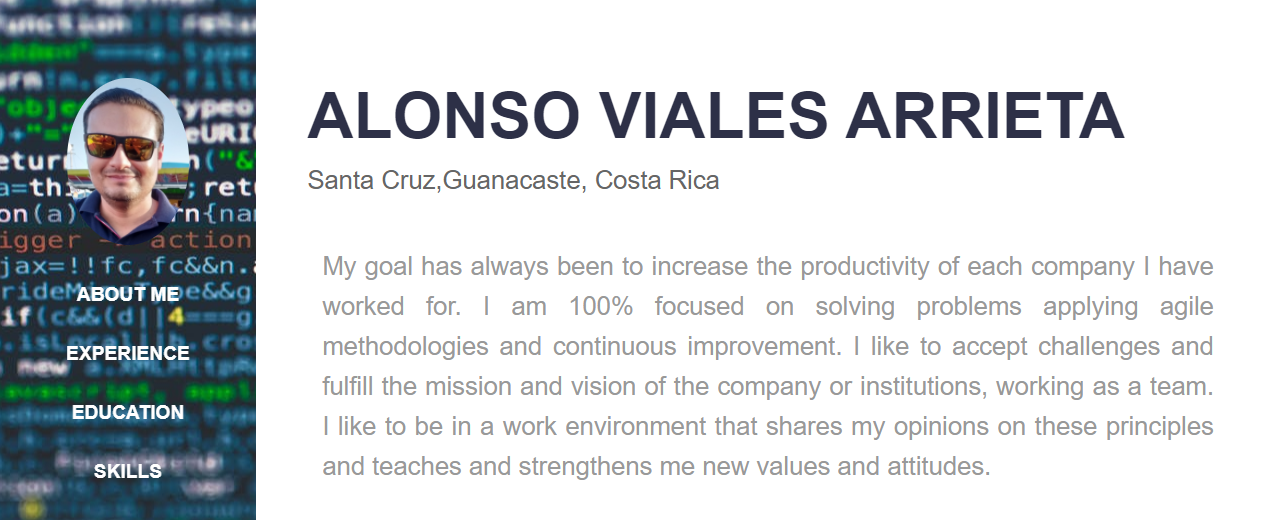 ALONSO VIALES ARRIETA
Santa Cruz,Guanacaste, Costa Rica
My goal has always been to increase the productivity of each company I have
worked for. I am 100% focused on solving problems applying agile
methodologies and continuous improvement. I like to accept challenges and
fulfill the mission and vision of the company or institutions, working as a team.
I like to be in a work environment that shares my opinions on these principles
and teaches and strengthens me new values and attitudes.
ABOUT ME
EXPERIENCE
EDUCATION
SKILLS